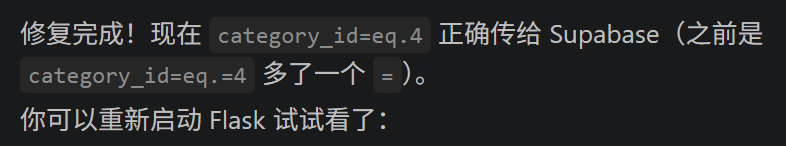 修复完成！现在 category_id=eq.4 正确传给 Supabase（之前是
category_id=eq.=4 多了一个 =）。
你可以重新启动 Flask 试试看了：